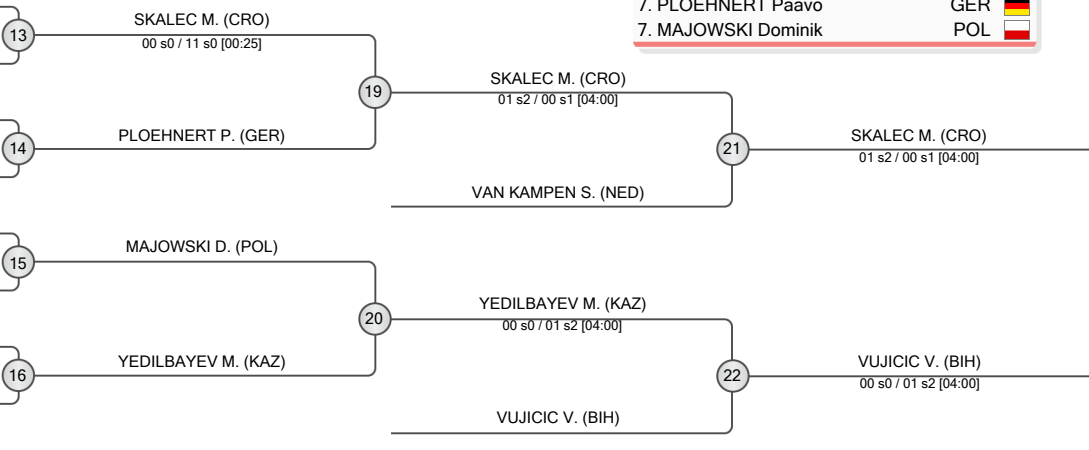 7. PLOEHNERT Paavo GER
7. MAJOWSKI Dominik POL
13
SKALEC M. (CRO)
00 s0 / 11 s0 [00:25]
14
PLOEHNERT P. (GER)
19
SKALEC M. (CRO)
01 s2 / 00 s1 [04:00]
VAN KAMPEN S. (NED)
21
SKALEC M. (CRO)
01 s2 / 00 s1 [04:00]
15
MAJOWSKI D. (POL)
16
YEDILBAYEV M. (KAZ)
20
YEDILBAYEV M. (KAZ)
00 s0 / 01 s2 [04:00]
VUJICIC V. (BIH)
22
VUJICIC V. (BIH)
00 s0 / 01 s2 [04:00]